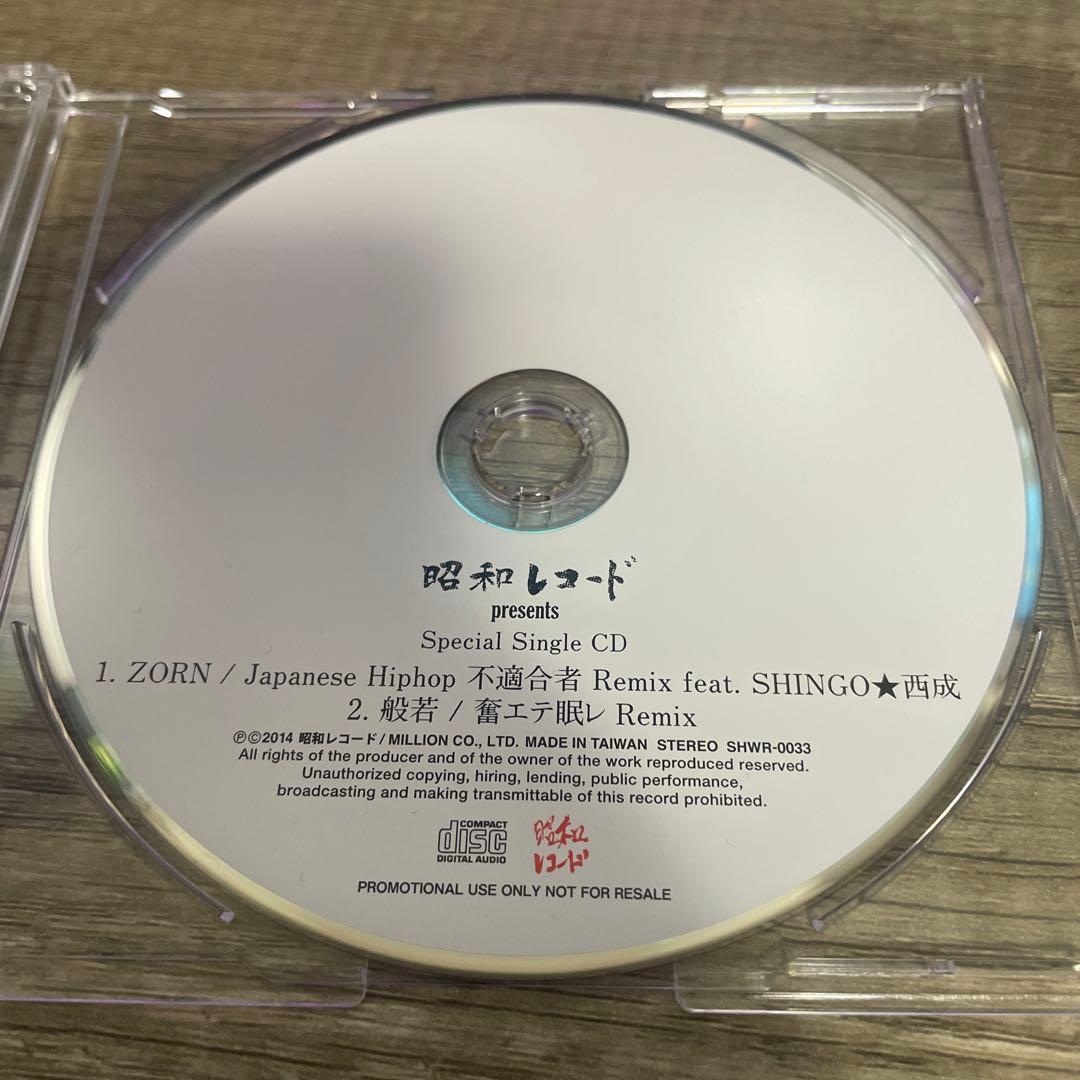 昭和レコード
presents
Special Single CD
1. ZORN / Japanese Hiphop 不適合者 Remix feat. SHINGO★西成
2. 般若 / 奮エテ眠レ Remix
℗©2014 昭和レコード/ MILLION CO., LTD. MADE IN TAIWAN STEREO SHWR-0033
All rights of the producer and of the owner of the work reproduced reserved.
Unauthorized copying, hiring, lending, public performance,
broadcasting and making transmittable of this record prohibited.
COMPACT
disc
DIGITAL AUDIO
昭和
レコード
PROMOTIONAL USE ONLY NOT FOR RESALE